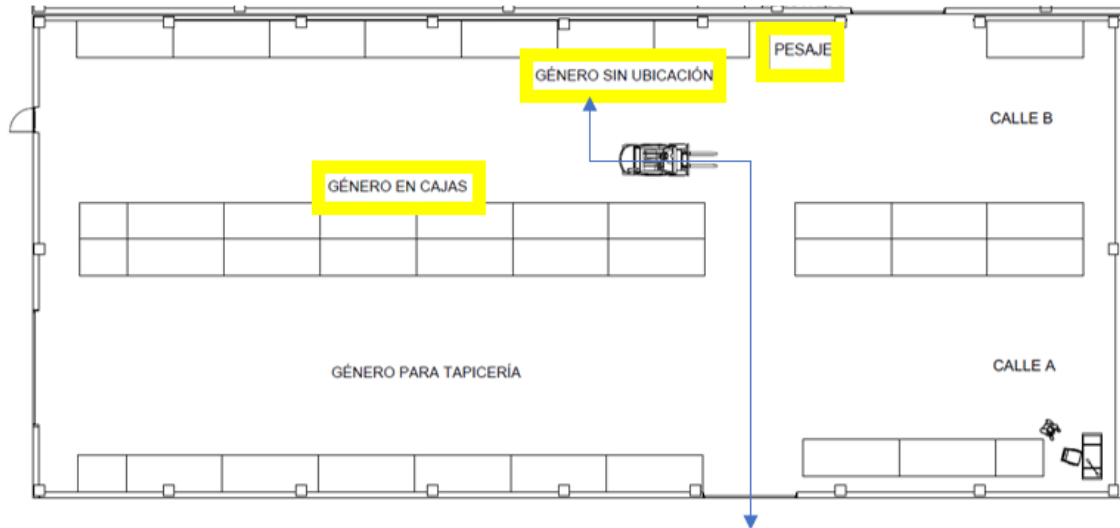 PESAJE
GÉNERO SIN UBICACIÓN
CALLE B
GÉNERO EN CAJAS
CALLE A
GÉNERO PARA TAPICERÍA